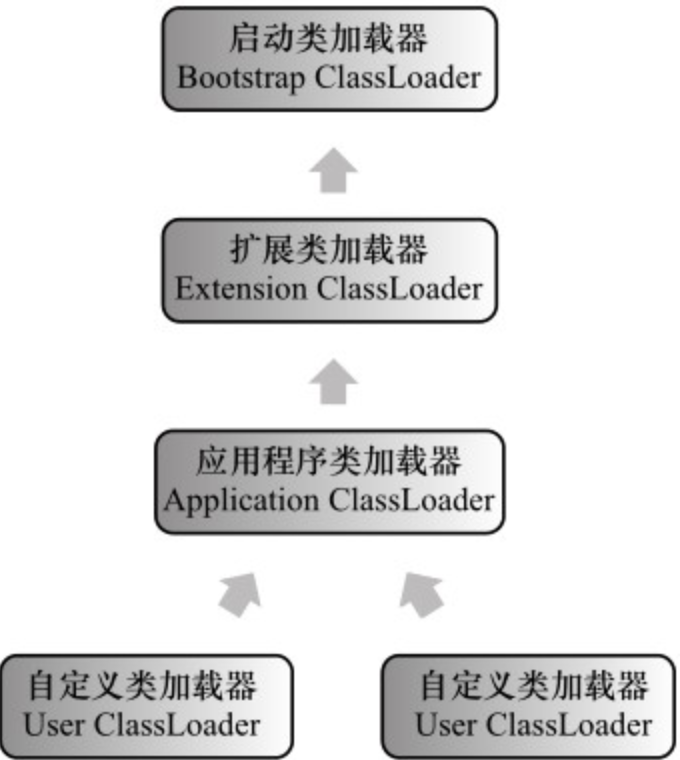 启动类加载器
Bootstrap ClassLoader
扩展类加载器
Extension ClassLoader
应用程序类加载器
Application ClassLoader
自定义类加载器
User ClassLoader
自定义类加载器
User ClassLoader